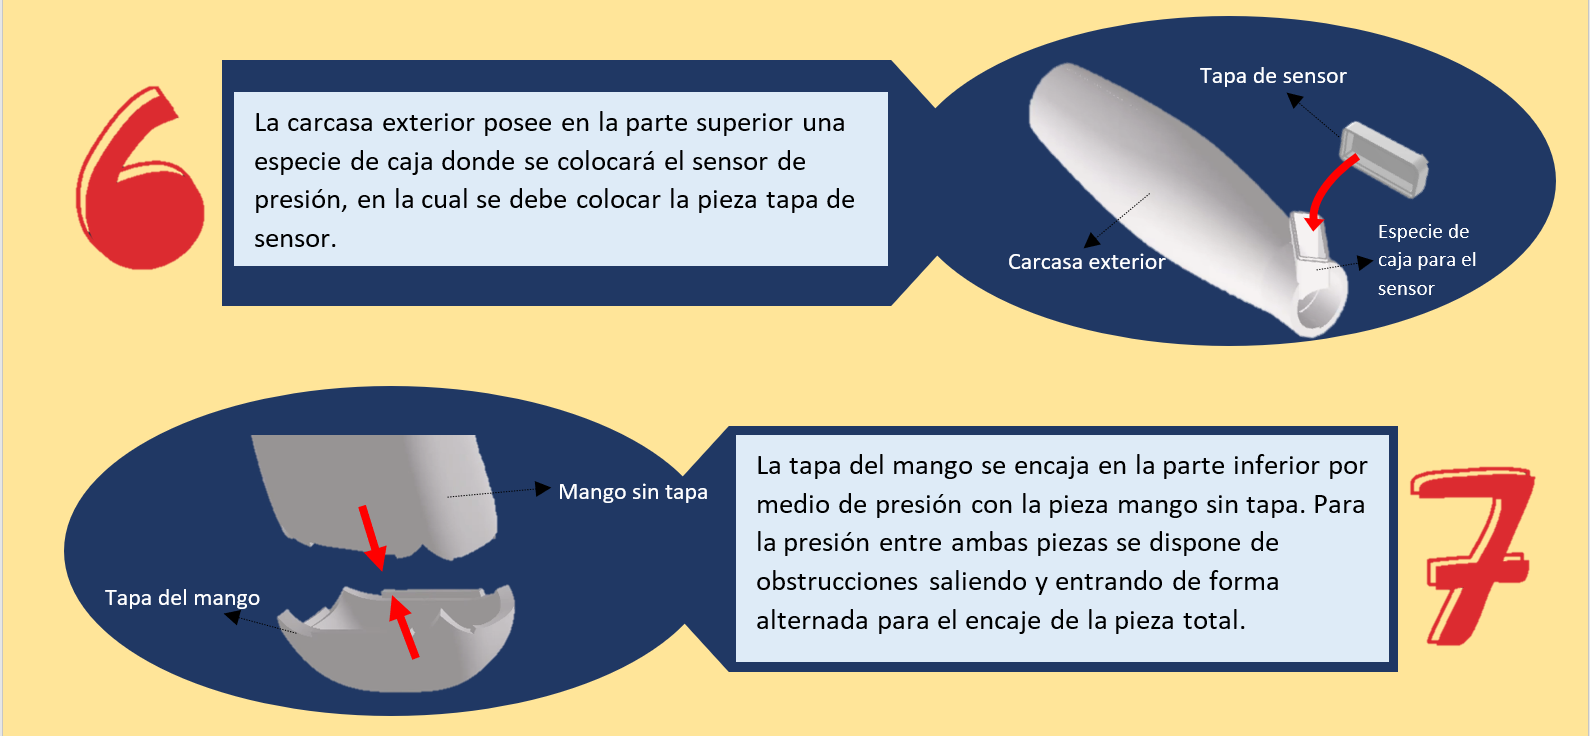 6
La carcasa exterior posee en la parte superior una
especie de caja donde se colocará el sensor de
presión, en la cual se debe colocar la pieza tapa de
sensor.
Tapa de sensor
Carcasa exterior
Especie de
caja para el
sensor
Mango sin tapa
Tapa del mango
La tapa del mango se encaja en la parte inferior por
medio de presión con la pieza mango sin tapa. Para
la presión entre ambas piezas se dispone de
obstrucciones saliendo y entrando de forma
alternada para el encaje de la pieza total.
7